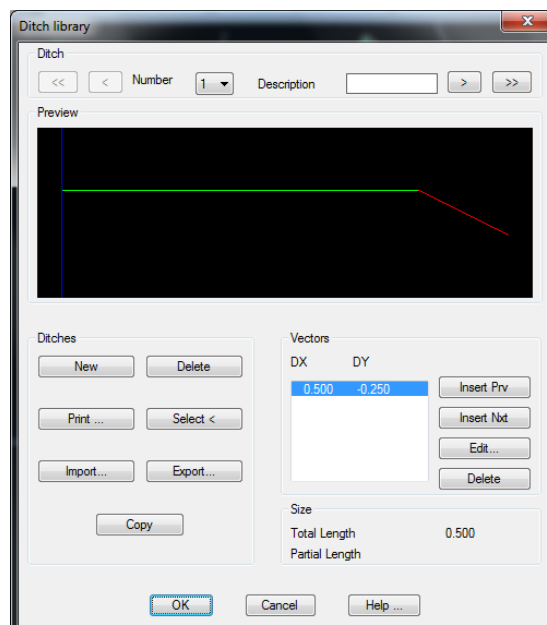 Ditch library
Ditch
<< < Number 1 Description > >>
Preview
Ditches
New Delete
Print ... Select <
Import... Export...
Copy
Vectors
DX DY
0.500 -0.250
Insert Prv
Insert Nxt
Edit...
Delete
Size
Total Length 0.500
Partial Length
OK Cancel Help ...